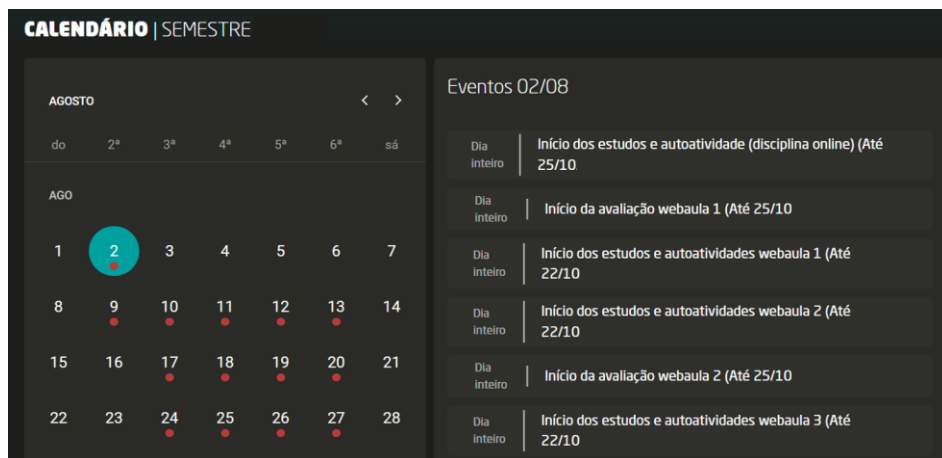 CALENDÁRIO | SEMESTRE
AGOSTO < >
do 2ª 3ª 4ª 5ª 6ª sá
AGO
1 2 3 4 5 6 7
8 9 10 11 12 13 14
15 16 17 18 19 20 21
22 23 24 25 26 27 28
Eventos 02/08
Dia inteiro
Início dos estudos e autoatividade (disciplina online) (Até
25/10
Dia inteiro
Início da avaliação webaula 1 (Até 25/10
Dia inteiro
Início dos estudos e autoatividades webaula 1 (Até
22/10
Dia inteiro
Início dos estudos e autoatividades webaula 2 (Até
22/10
Dia inteiro
Início da avaliação webaula 2 (Até 25/10
Dia inteiro
Início dos estudos e autoatividades webaula 3 (Até
22/10